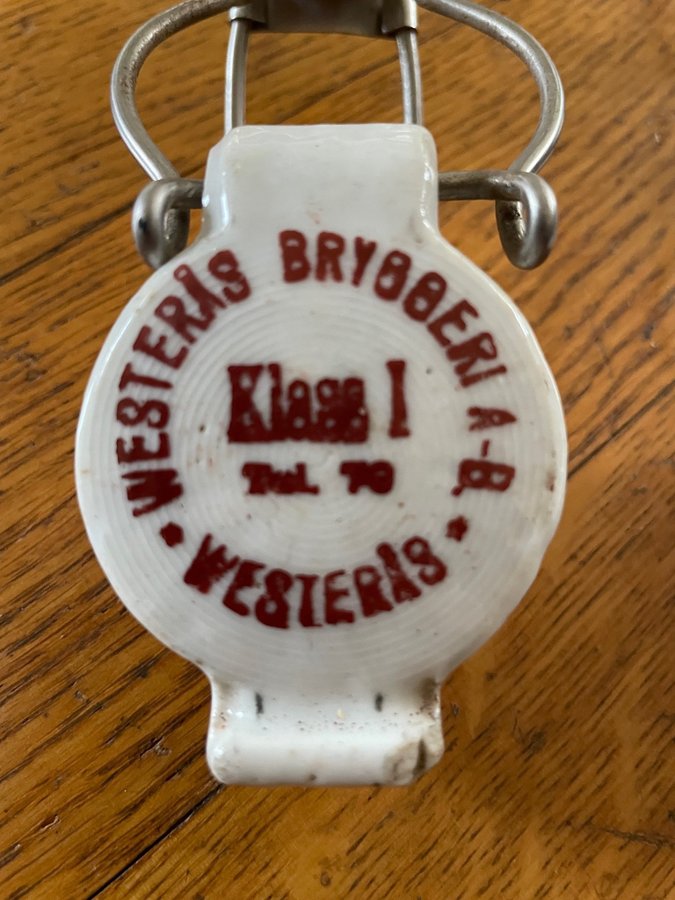 WESTERÅS BRYGGERI A-B.
Klass I
Tel. 70
* WESTERÅS *